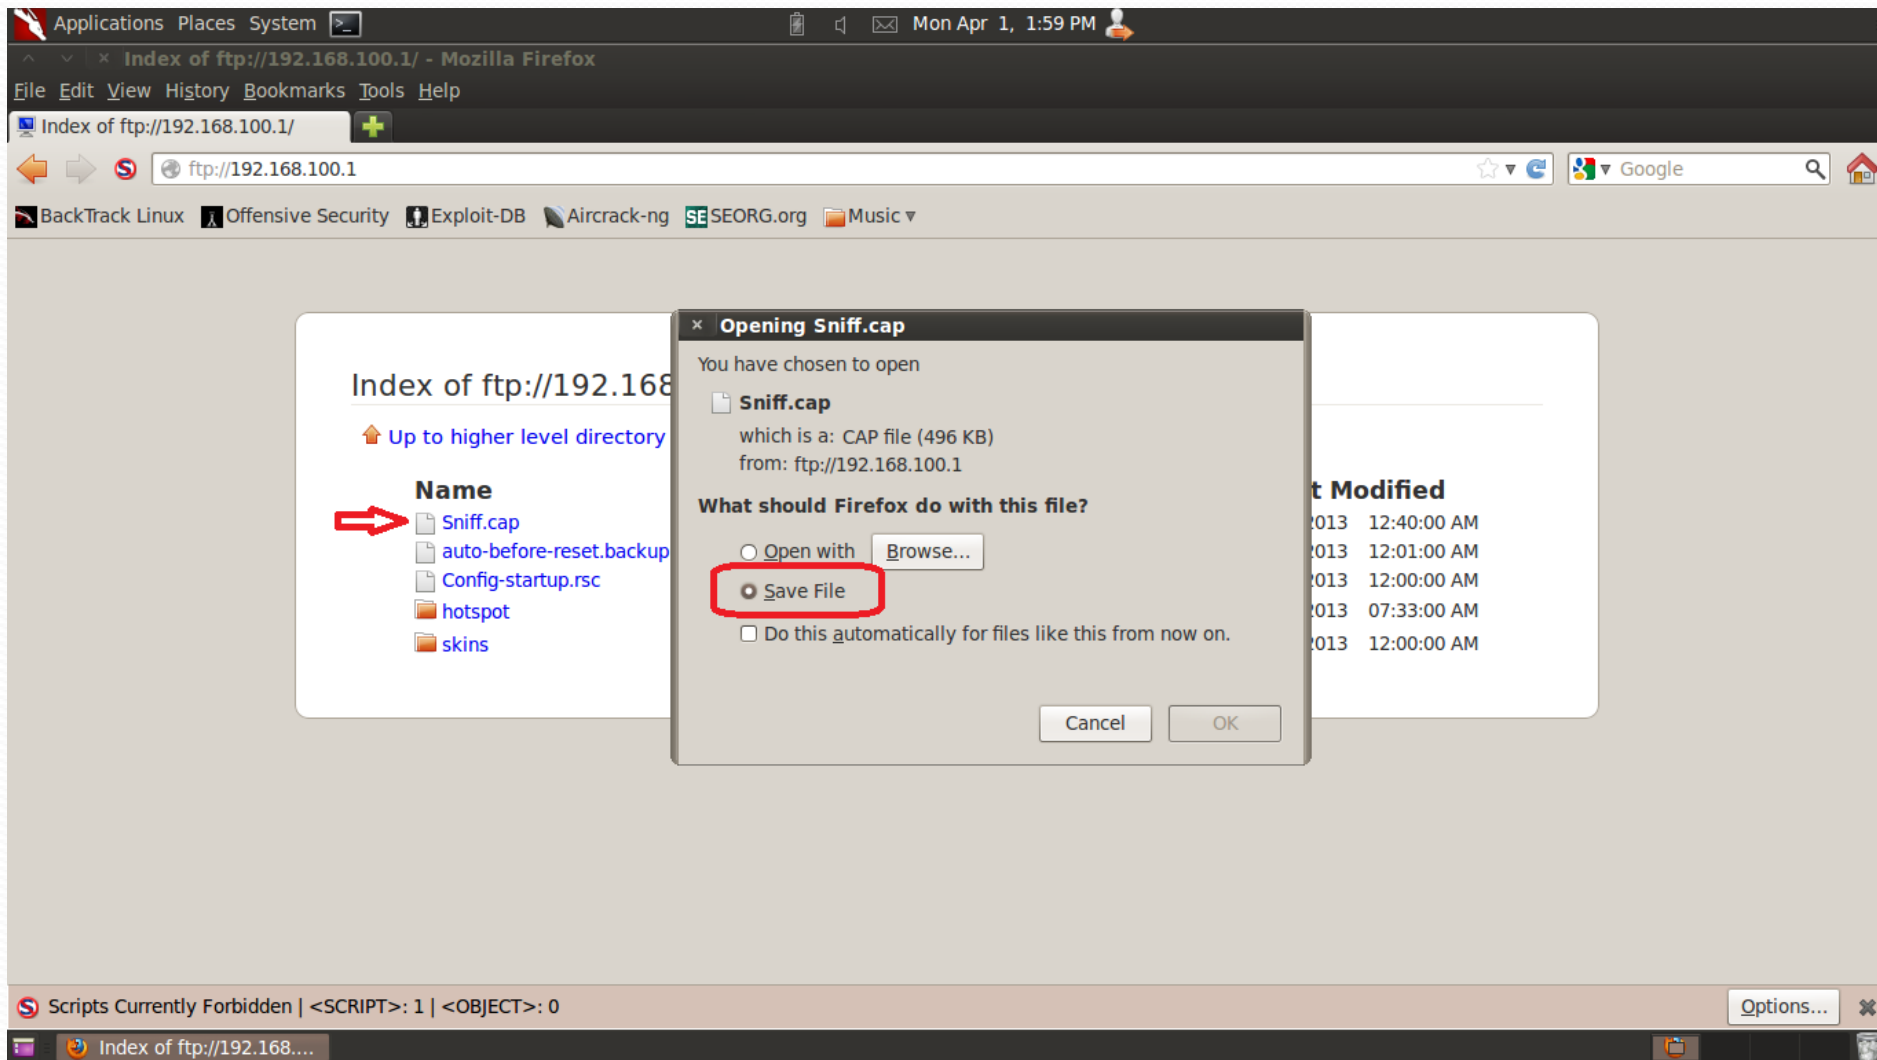 Applications Places System Mon Apr 1, 1:59 PM
Index of ftp://192.168.100.1/ - Mozilla Firefox
File Edit View History Bookmarks Tools Help
Index of ftp://192.168.100.1/
ftp://192.168.100.1 Google
BackTrack Linux Offensive Security Exploit-DB Aircrack-ng SE SEORG.org Music
Index of ftp://192.168
Up to higher level directory
Name
Sniff.cap
auto-before-reset.backup
Config-startup.rsc
hotspot
skins
Opening Sniff.cap
You have chosen to open
Sniff.cap
which is a: CAP file (496 KB)
from: ftp://192.168.100.1
What should Firefox do with this file?
Open with Browse...
Save File
Do this automatically for files like this from now on.
Cancel OK
t Modified
2013 12:40:00 AM
2013 12:01:00 AM
2013 12:00:00 AM
2013 07:33:00 AM
2013 12:00:00 AM
Scripts Currently Forbidden | <SCRIPT>: 1 | <OBJECT>: 0 Options...
Index of ftp://192.168....